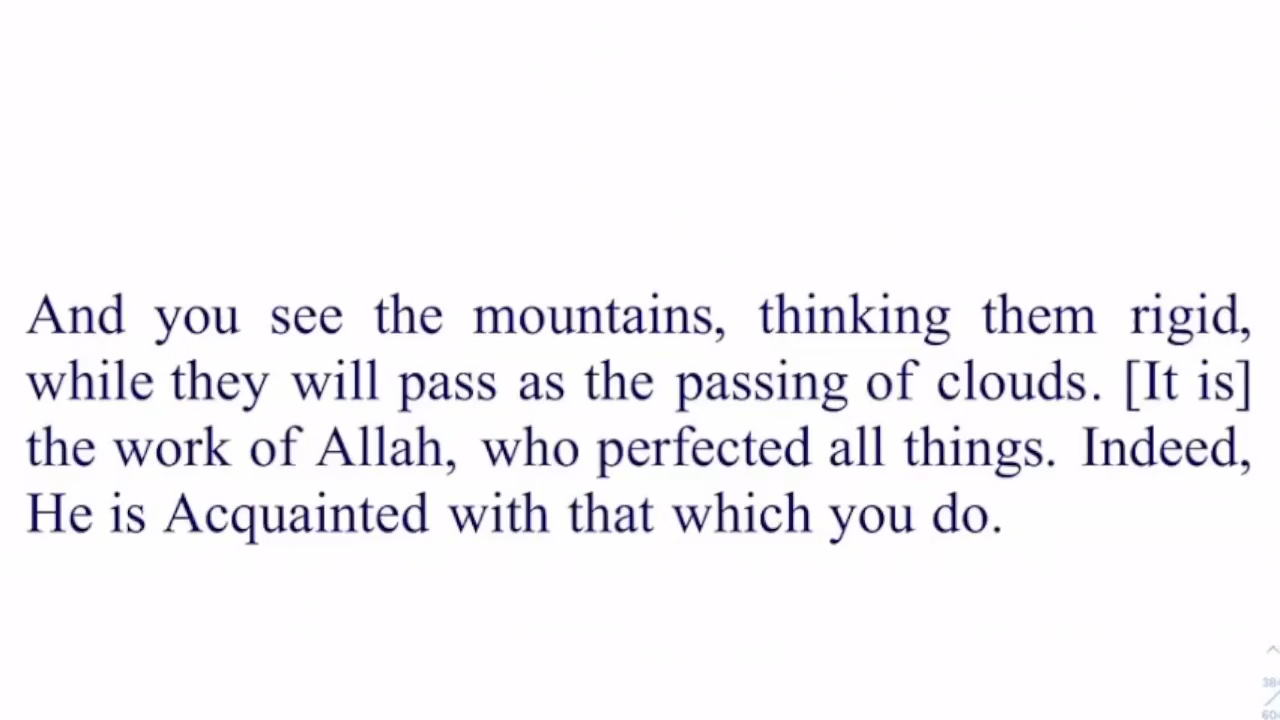 And you see the mountains, thinking them rigid,
while they will pass as the passing of clouds. [It is]
the work of Allah, who perfected all things. Indeed,
He is Acquainted with that which you do.